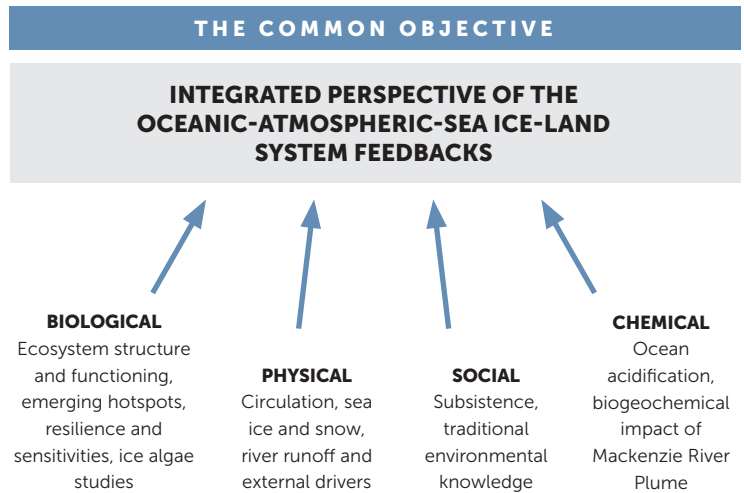 THE COMMON OBJECTIVE
INTEGRATED PERSPECTIVE OF THE
OCEANIC-ATMOSPHERIC-SEA ICE-LAND
SYSTEM FEEDBACKS
BIOLOGICAL
Ecosystem structure
and functioning,
emerging hotspots,
resilience and
sensitivities, ice algae
studies
PHYSICAL
Circulation, sea
ice and snow,
river runoff and
external drivers
SOCIAL
Subsistence,
traditional
environmental
knowledge
CHEMICAL
Ocean
acidification,
biogeochemical
impact of
Mackenzie River
Plume